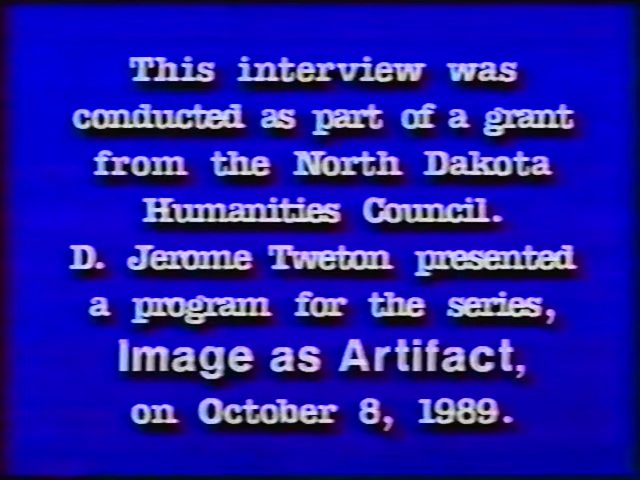 This interview was
conducted as part of a grant
from the North Dakota
Humanities Council.
D. Jerome Tweton presented
a program for the series,
Image as Artifact,
on October 8, 1989.